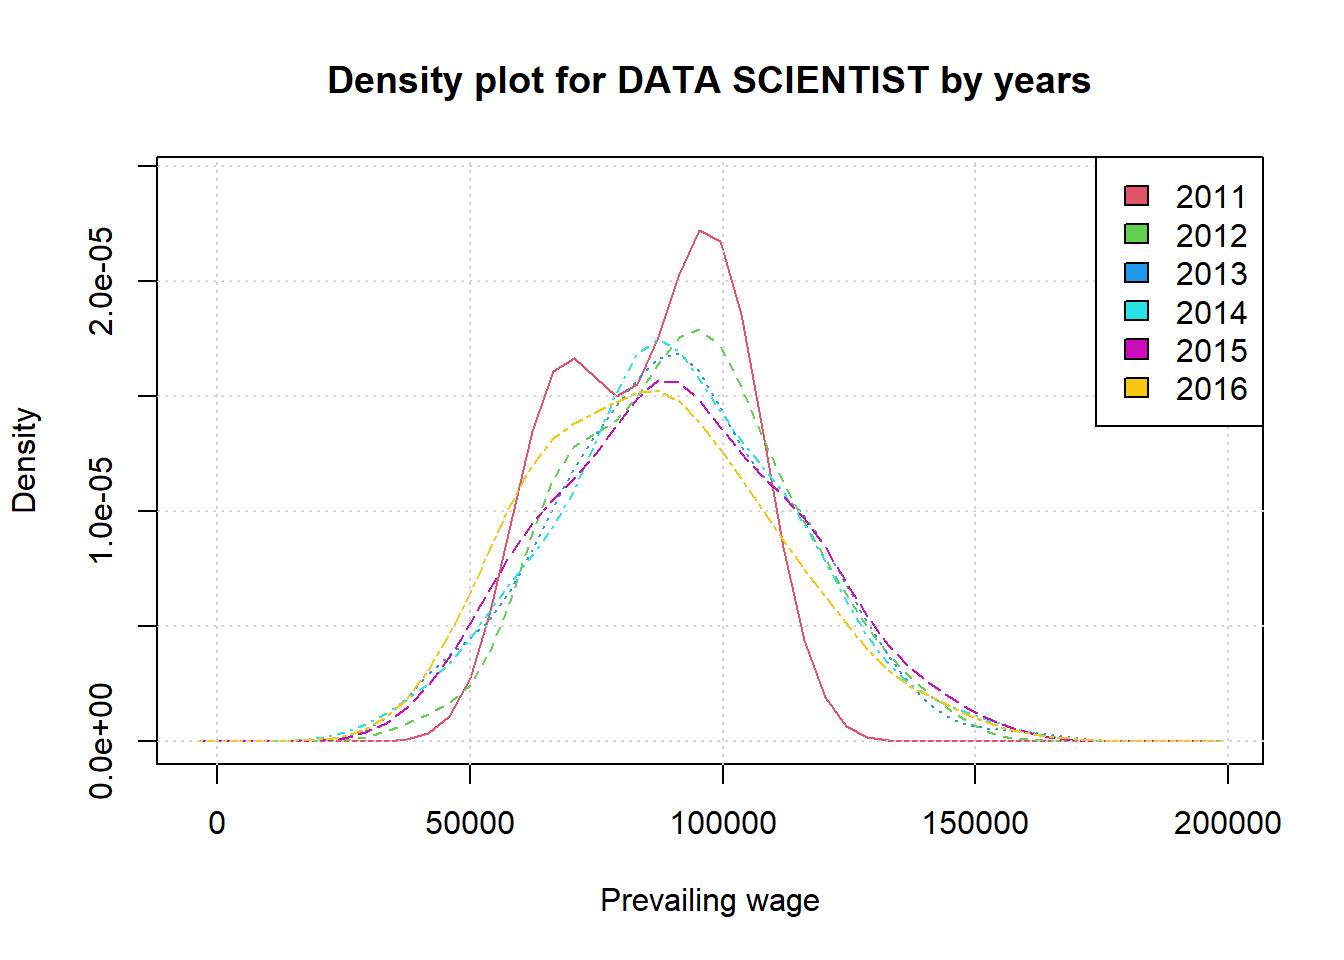 Density plot for DATA SCIENTIST by years
2011
2012
2013
2014
2015
2016
Density
2.0e-05
1.0e-05
0.0e+00
0 50000 100000 150000 200000
Prevailing wage